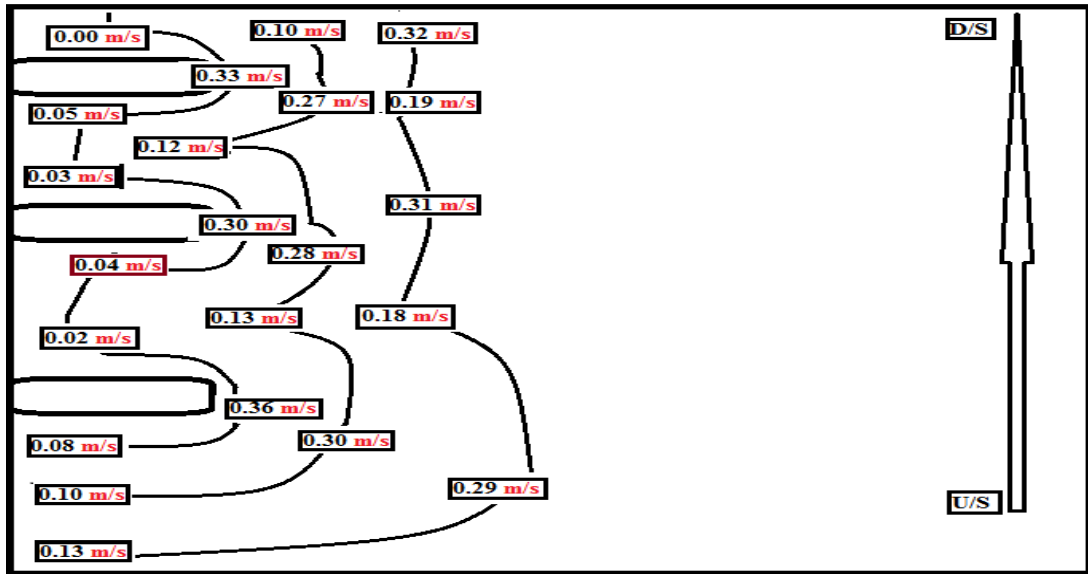 0.00 m/s
0.10 m/s
0.32 m/s
D/S
0.33 m/s
0.27 m/s
0.19 m/s
0.05 m/s
0.12 m/s
0.03 m/s
0.31 m/s
0.30 m/s
0.28 m/s
0.04 m/s
0.13 m/s
0.18 m/s
0.02 m/s
0.36 m/s
0.30 m/s
0.08 m/s
0.29 m/s
0.10 m/s
U/S
0.13 m/s